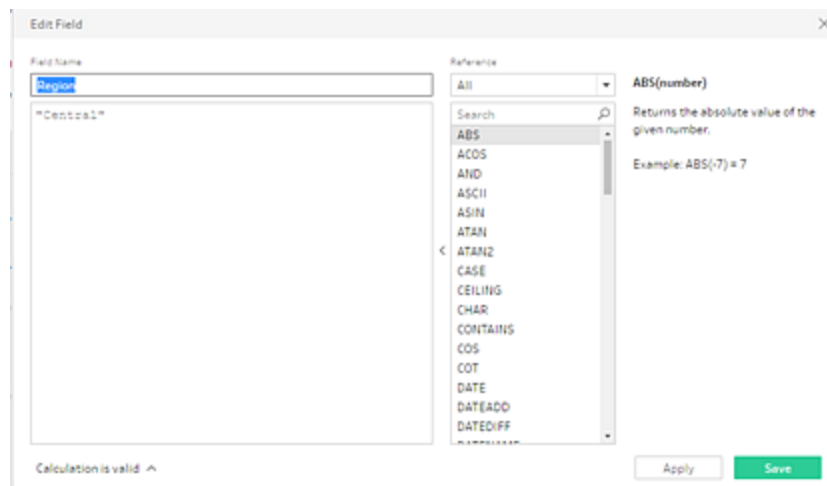 Edit Field
Field Name
Region
"Central"
Reference
All
Search
ABS
ACOS
AND
ASCII
ASIN
ATAN
ATAN2
CASE
CEILING
CHAR
CONTAINS
COS
COT
DATE
DATEADD
DATEDIFF
DATENAME
ABS(number)
Returns the absolute value of the
given number.
Example: ABS(-7) = 7
Calculation is valid
Apply
Save